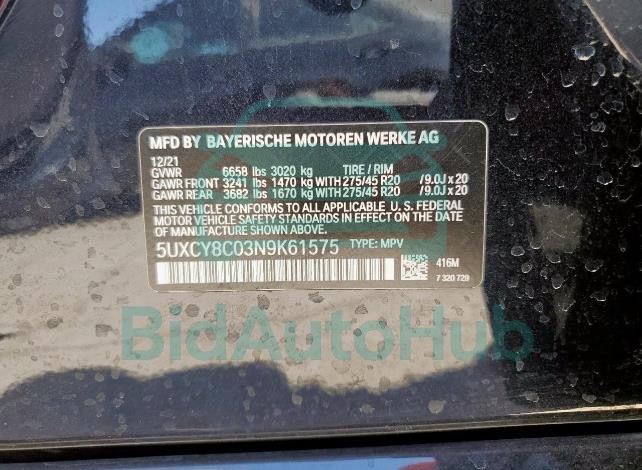 MFD BY BAYERISCHE MOTOREN WERKE AG
12/21
GVWR 6658 lbs 3020 kg TIRE / RIM
GAWR FRONT 3241 lbs 1470 kg WITH 275/45 R20 /9.0J x 20
GAWR REAR 3682 lbs 1670 kg WITH 275/45 R20 /9.0J x 20
THIS VEHICLE CONFORMS TO ALL APPLICABLE U. S. FEDERAL
MOTOR VEHICLE SAFETY STANDARDS IN EFFECT ON THE DATE
OF MANUFACTURE SHOWN ABOVE.
5UXCY8C03N9K61575 TYPE: MPV
416M
7 320 729
BidAutoHub